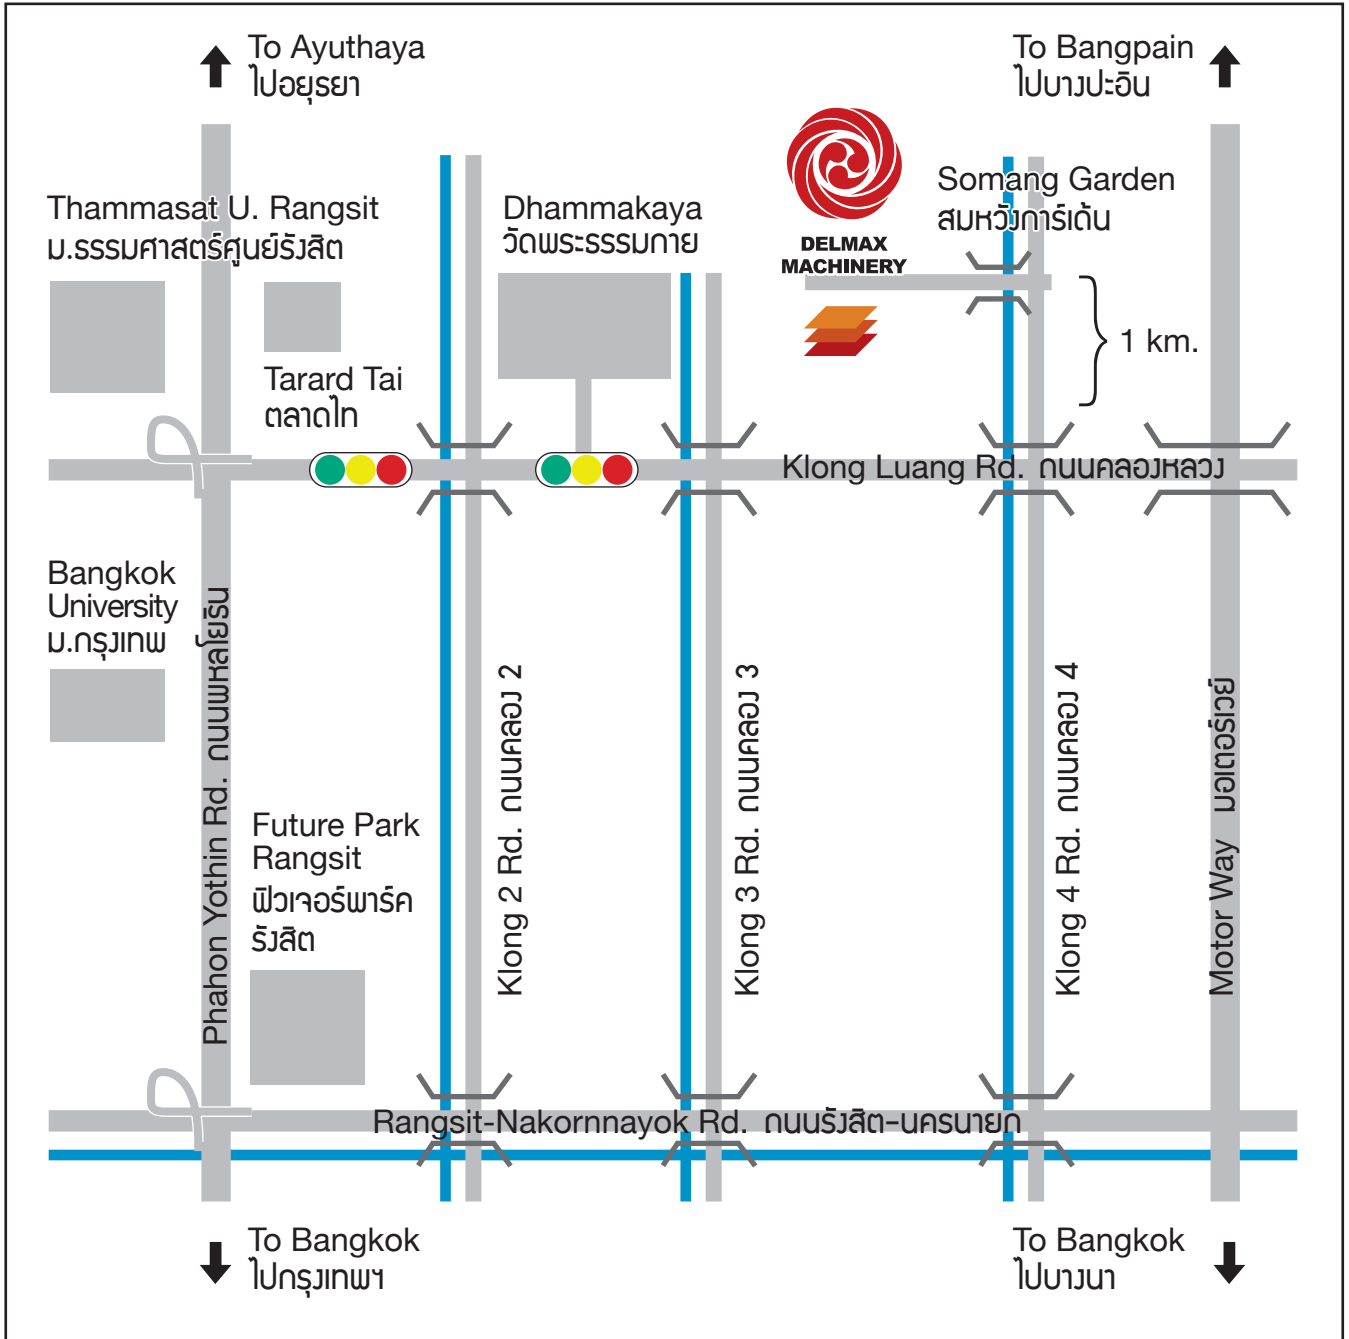 To Ayuthaya
ไปอยุธยา
To Bangpain
ไปบางปะอิน
Thammasat U. Rangsit
ม.ธรรมศาสตร์ศูนย์รังสิต
Dhammakaya
วัดพระธรรมกาย
DELMAX
MACHINERY
Somang Garden
สมหวังการ์เด้น
1 km.
Tarard Tai
ตลาดไท
Klong Luang Rd. ถนนคลองหลวง
Bangkok
University
ม.กรุงเทพ
Phahon Yothin Rd. ถนนพหลโยธิน
Klong 2 Rd. ถนนคลอง 2
Klong 3 Rd. ถนนคลอง 3
Klong 4 Rd. ถนนคลอง 4
Motor Way มอเตอร์เวย์
Future Park
Rangsit
ฟิวเจอร์พาร์ค
รังสิต
Rangsit-Nakornnayok Rd. ถนนรังสิต-นครนายก
To Bangkok
ไปกรุงเทพฯ
To Bangkok
ไปบางนา